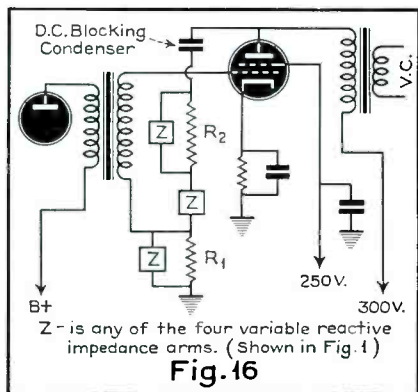 D.C. Blocking
Condenser
Z
R2
Z
Z
R1
V.C.
B+
250V.
300V.
Z - is any of the four variable reactive
impedance arms. (Shown in Fig. 1)
Fig. 16